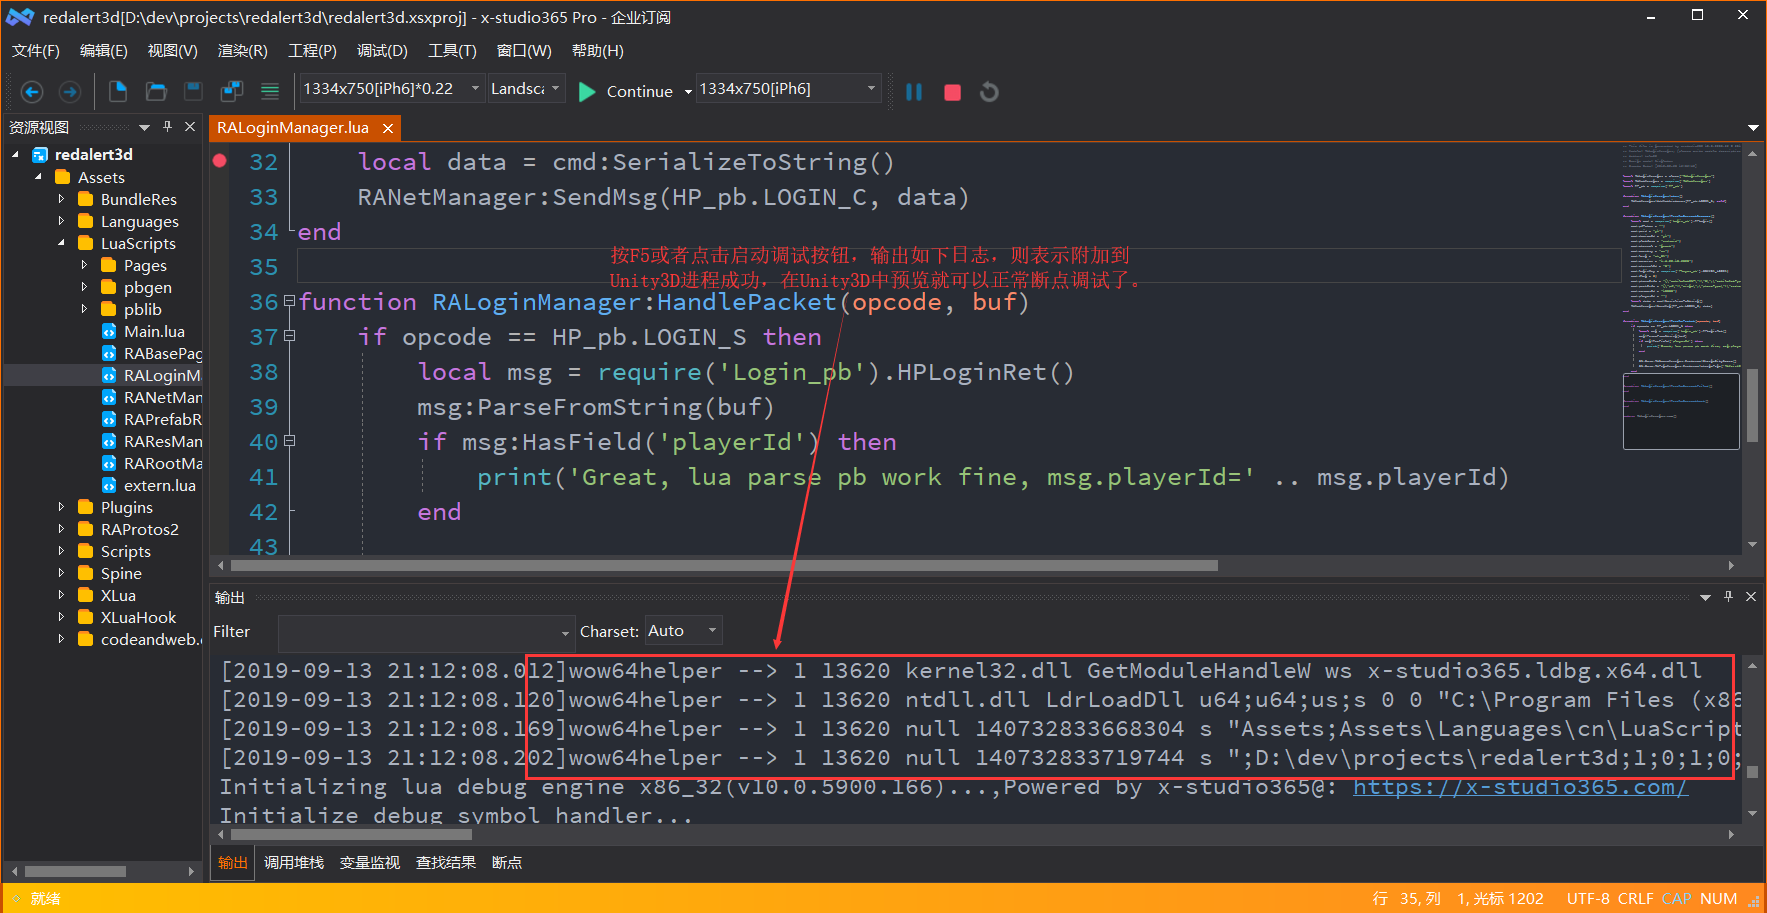 redalert3d[D:\dev\projects\redalert3d\redalert3d.xsxproj] - x-studio365 Pro - 企业订阅
文件(F) 编辑(E) 视图(V) 渲染(R) 工程(P) 调试(D) 工具(T) 窗口(W) 帮助(H)
1334x750[iPh6]*0.22 Landsca Continue 1334x750[iPh6]
资源视图
redalert3d
Assets
BundleRes
Languages
LuaScripts
Pages
pbgen
pblib
Main.lua
RABasePag
RALoginM
RANetMan
RAPrefabR
RAResMan
RARootMa
extern.lua
Plugins
RAProtos2
Scripts
Spine
XLua
XLuaHook
codeandweb.
RALoginManager.lua
32 local data = cmd:SerializeToString()
33 RANetManager:SendMsg(HP_pb.LOGIN_C, data)
34 end
35
按F5或者点击启动调试按钮，输出如下日志，则表示附加到
Unity3D进程成功，在Unity3D中预览就可以正常断点调试了。
36 function RALoginManager:HandlePacket(opcode, buf)
37 if opcode == HP_pb.LOGIN_S then
38 local msg = require('Login_pb').HPLoginRet()
39 msg:ParseFromString(buf)
40 if msg:HasField('playerId') then
41 print('Great, lua parse pb work fine, msg.playerId=' .. msg.playerId)
42 end
43
输出
Filter Charset: Auto
[2019-09-13 21:12:08.012]wow64helper --> l 13620 kernel32.dll GetModuleHandleW ws x-studio365.ldbg.x64.dll
[2019-09-13 21:12:08.120]wow64helper --> l 13620 ntdll.dll LdrLoadDll u64;u64;us;s 0 0 "C:\Program Files (x86
[2019-09-13 21:12:08.169]wow64helper --> l 13620 null 140732833668304 s "Assets;Assets\Languages\cn\LuaScript
[2019-09-13 21:12:08.202]wow64helper --> l 13620 null 140732833719744 s ";D:\dev\projects\redalert3d;1;0;1;0;
Initializing lua debug engine x86_32(v10.0.5900.166)...,Powered by x-studio365@: https://x-studio365.com/
Initialize debug symbol handler...
输出 调用堆栈 变量监视 查找结果 断点
就绪 行 35, 列 1, 光标 1202 UTF-8 CRLF CAP NUM